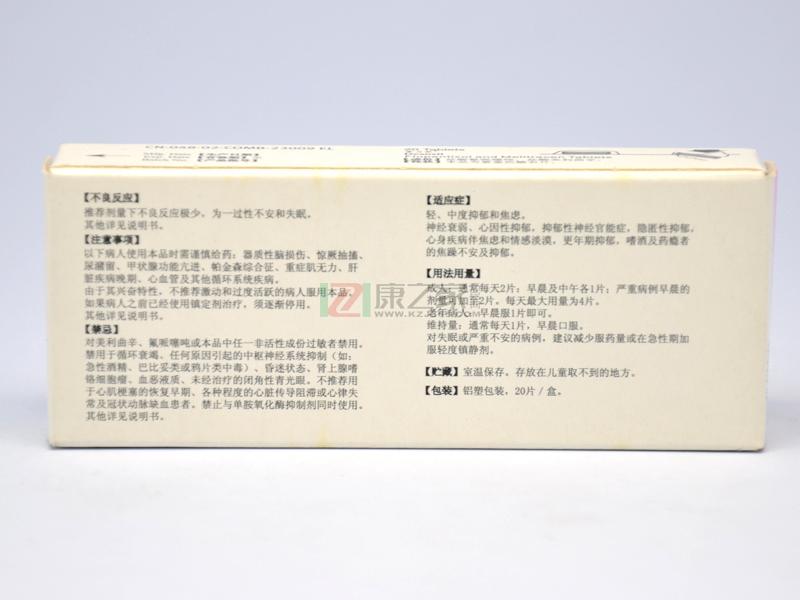 CN-DA8-02-COMB-23009 FL
20 Tablets
Flupentixol and Melitracen Tablets
【不良反应】
推荐剂量下不良反应极少。为一过性不安和失眠。
其他详见说明书。
【注意事项】
以下病人使用本品时需谨慎给药：器质性脑损伤、惊厥抽搐、
尿潴留、甲状腺功能亢进、帕金森综合征、重症肌无力、肝
脏疾病晚期、心血管及其他循环系统疾病。
由于其兴奋特性，不推荐激动和过度活跃的病人服用本品。
如果病人之前已经使用镇定剂治疗，须逐渐停用。
其他详见说明书。
【禁忌】
对美利曲辛、氟哌噻吨或本品中任一非活性成份过敏者禁用。
禁用于循环衰竭、任何原因引起的中枢神经系统抑制（如：
急性酒精、巴比妥类或鸦片类中毒）、昏迷状态、肾上腺嗜
铬细胞瘤、血恶液质、未经治疗的闭角性青光眼。不推荐用
于心肌梗塞的恢复早期、各种程度的心脏传导阻滞或心律失
常及冠状动脉缺血患者。禁止与单胺氧化酶抑制剂同时使用。
其他详见说明书。
【适应症】
轻、中度抑郁和焦虑。
神经衰弱、心因性抑郁，抑郁性神经官能症，隐匿性抑郁，
心身疾病伴焦虑和情感淡漠，更年期抑郁，嗜酒及药瘾者
的焦躁不安及抑郁。
【用法用量】
成人：通常每天2片：早晨及中午各1片；严重病例早晨的
剂量可加至2片。每天最大用量为4片。
老年病人：早晨服1片即可。
维持量：通常每天1片，早晨口服。
对失眠或严重不安的病例，建议减少服药量或在急性期加
服轻度镇静剂。
【贮藏】室温保存。存放在儿童取不到的地方。
【包装】铝塑包装，20片／盒。
康之家